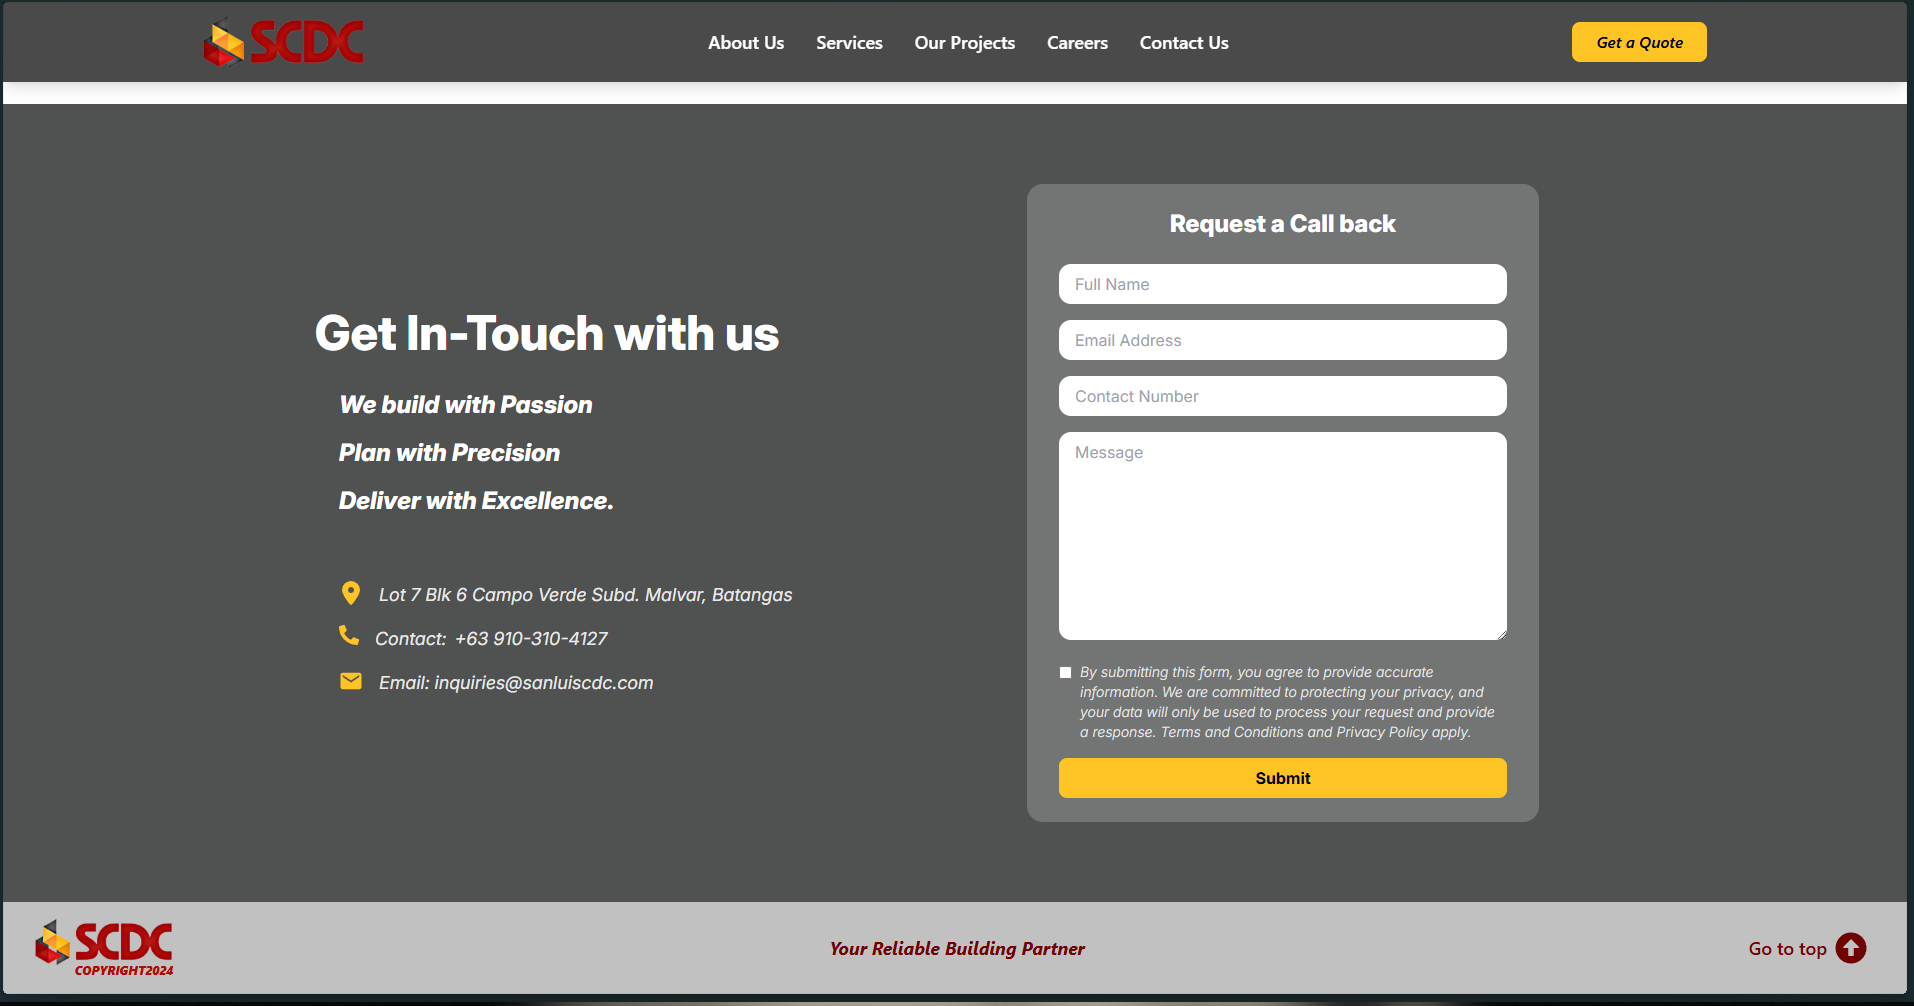 SCDC
About Us
Services
Our Projects
Careers
Contact Us
Get a Quote
Get In-Touch with us
We build with Passion
Plan with Precision
Deliver with Excellence.
Lot 7 Blk 6 Campo Verde Subd. Malvar, Batangas
Contact: +63 910-310-4127
Email: inquiries@sanluiscdc.com
Request a Call back
Full Name
Email Address
Contact Number
Message
By submitting this form, you agree to provide accurate
information. We are committed to protecting your privacy, and
your data will only be used to process your request and provide
a response. Terms and Conditions and Privacy Policy apply.
Submit
SCDC
COPYRIGHT2024
Your Reliable Building Partner
Go to top